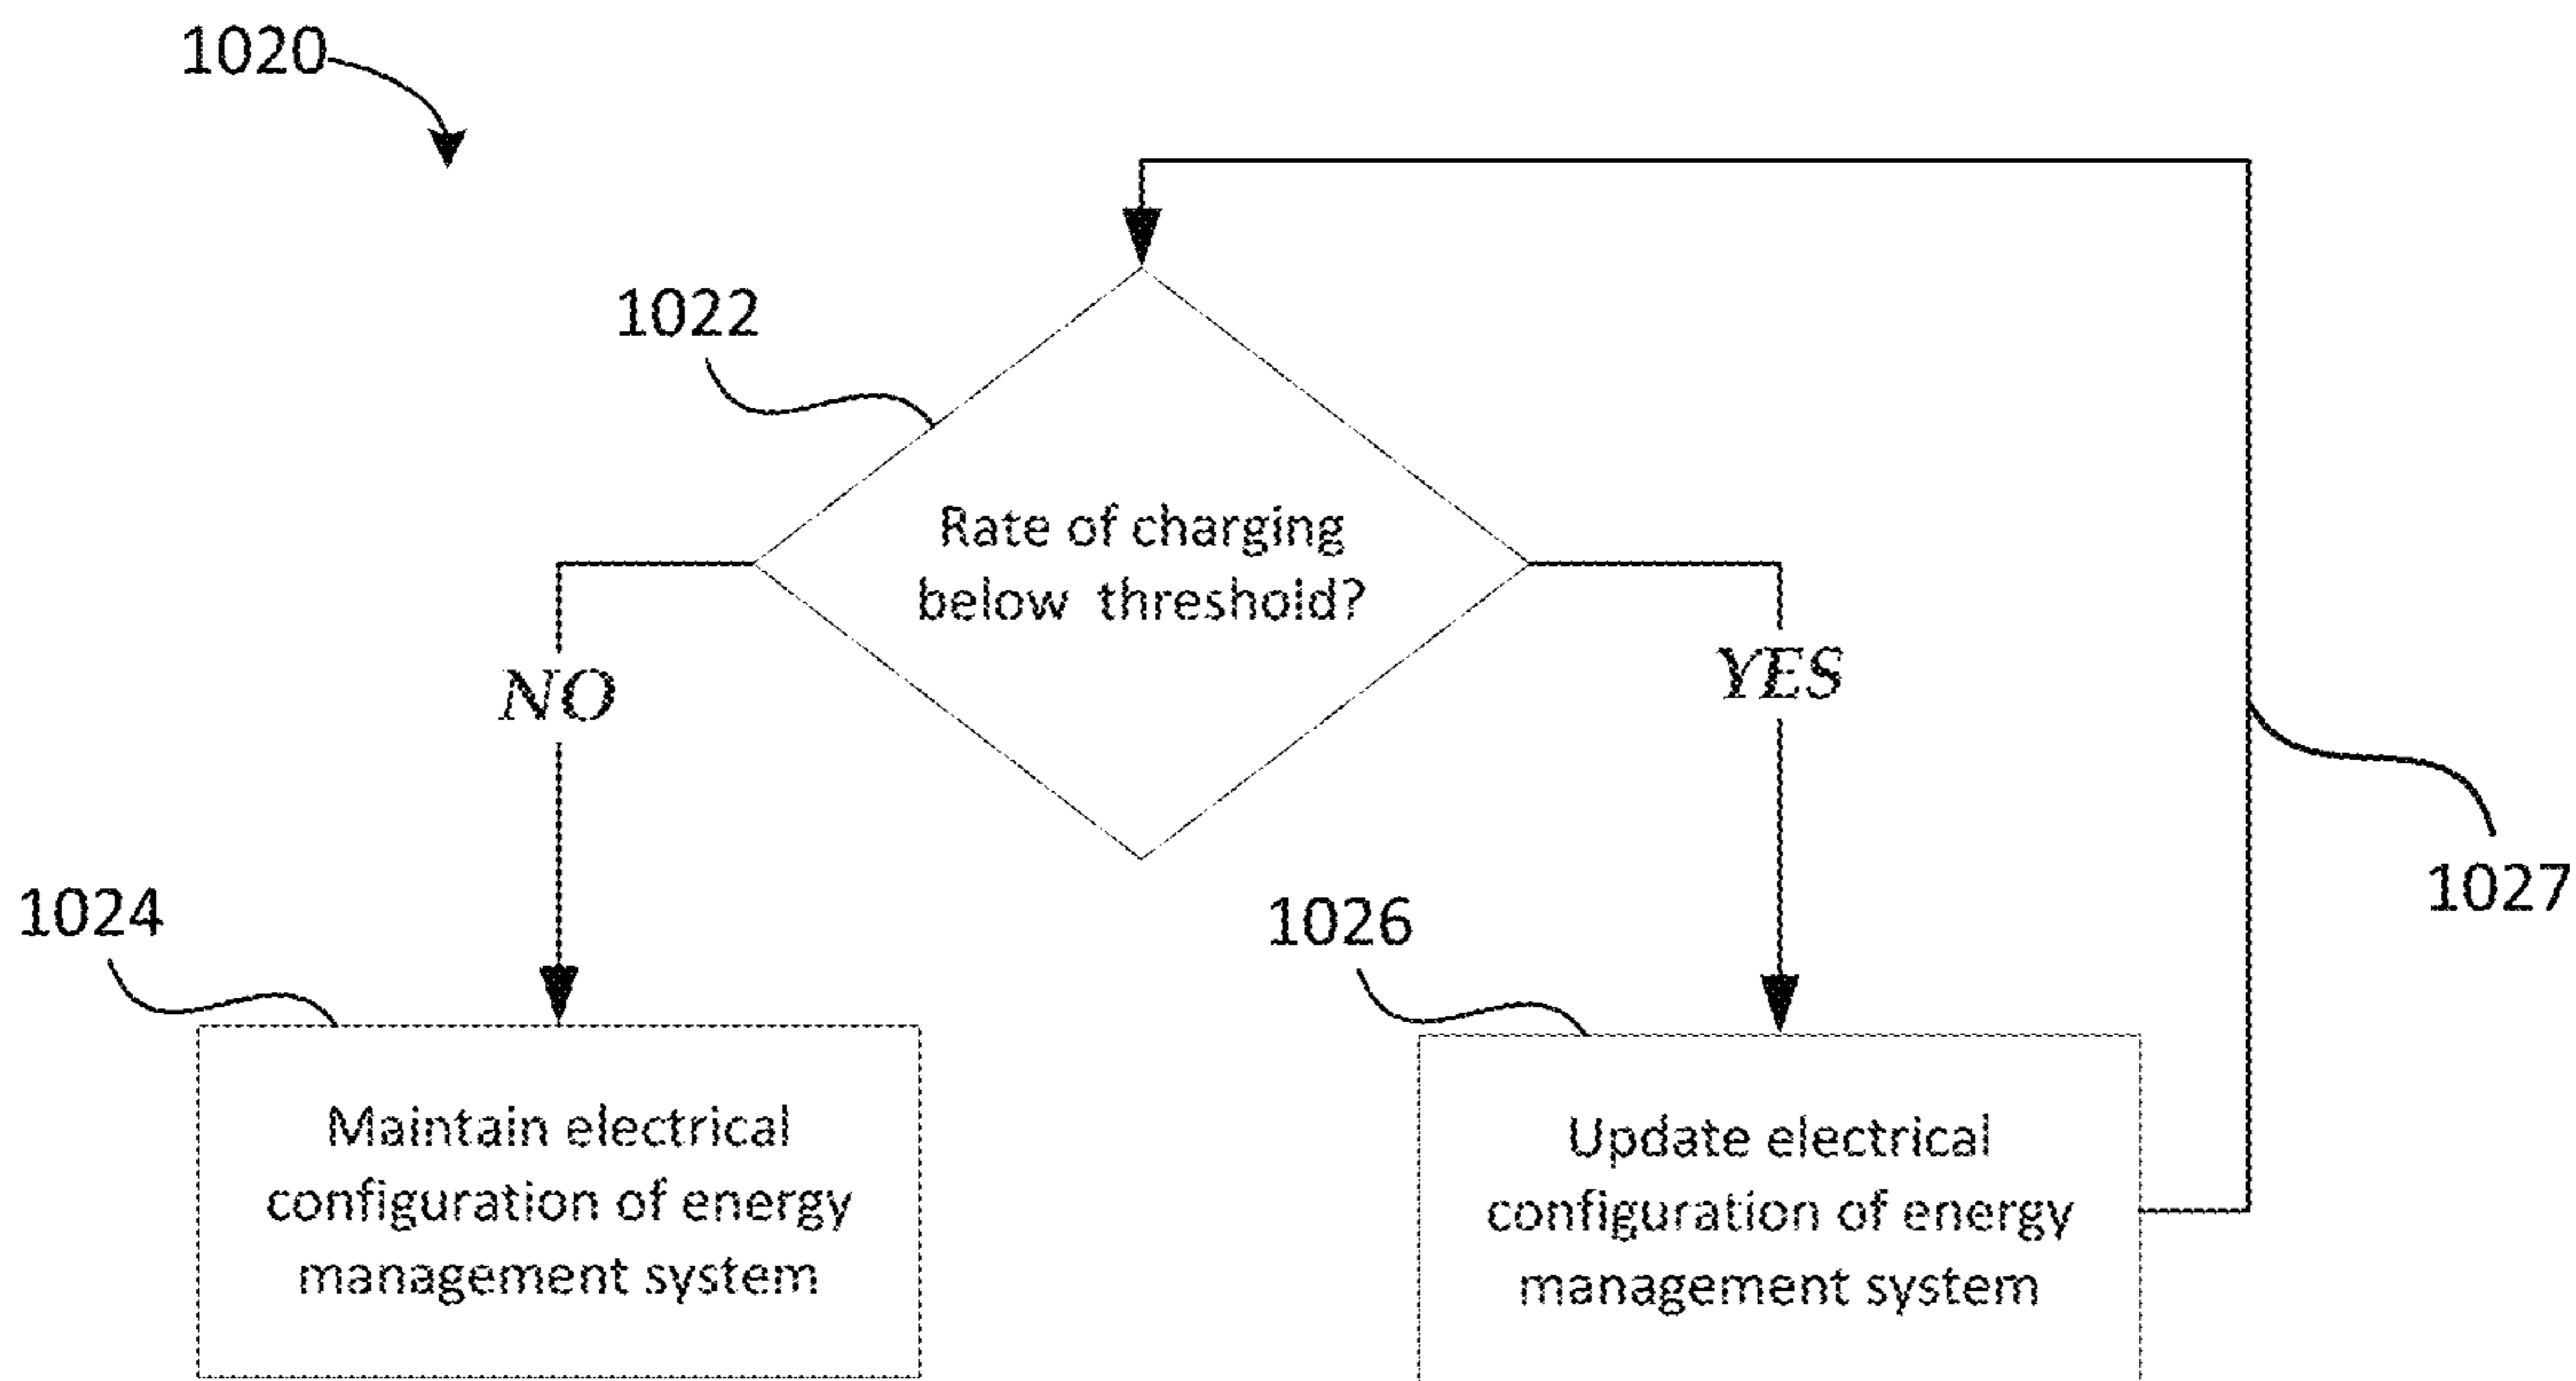 1020
1022
Rate of charging
below threshold?
NO
YES
1024
1026
1027
Maintain electrical
configuration of energy
management system
Update electrical
configuration of energy
management system